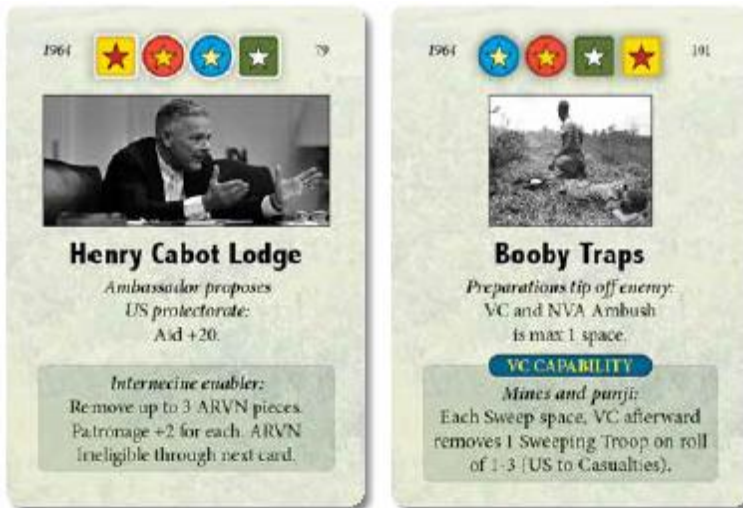 1964
79
Henry Cabot Lodge
Ambassador proposes
US protectorate:
Aid +20.
Internecine enabler:
Remove up to 3 ARVN pieces.
Patronage +2 for each. ARVN
Ineligible through next card.
1964
101
Booby Traps
Preparations tip off enemy:
VC and NVA Ambush
is max 1 space.
VC CAPABILITY
Mines and punji:
Each Sweep space, VC afterward
removes 1 Sweeping Troop on roll
of 1-3 (US to Casualties).